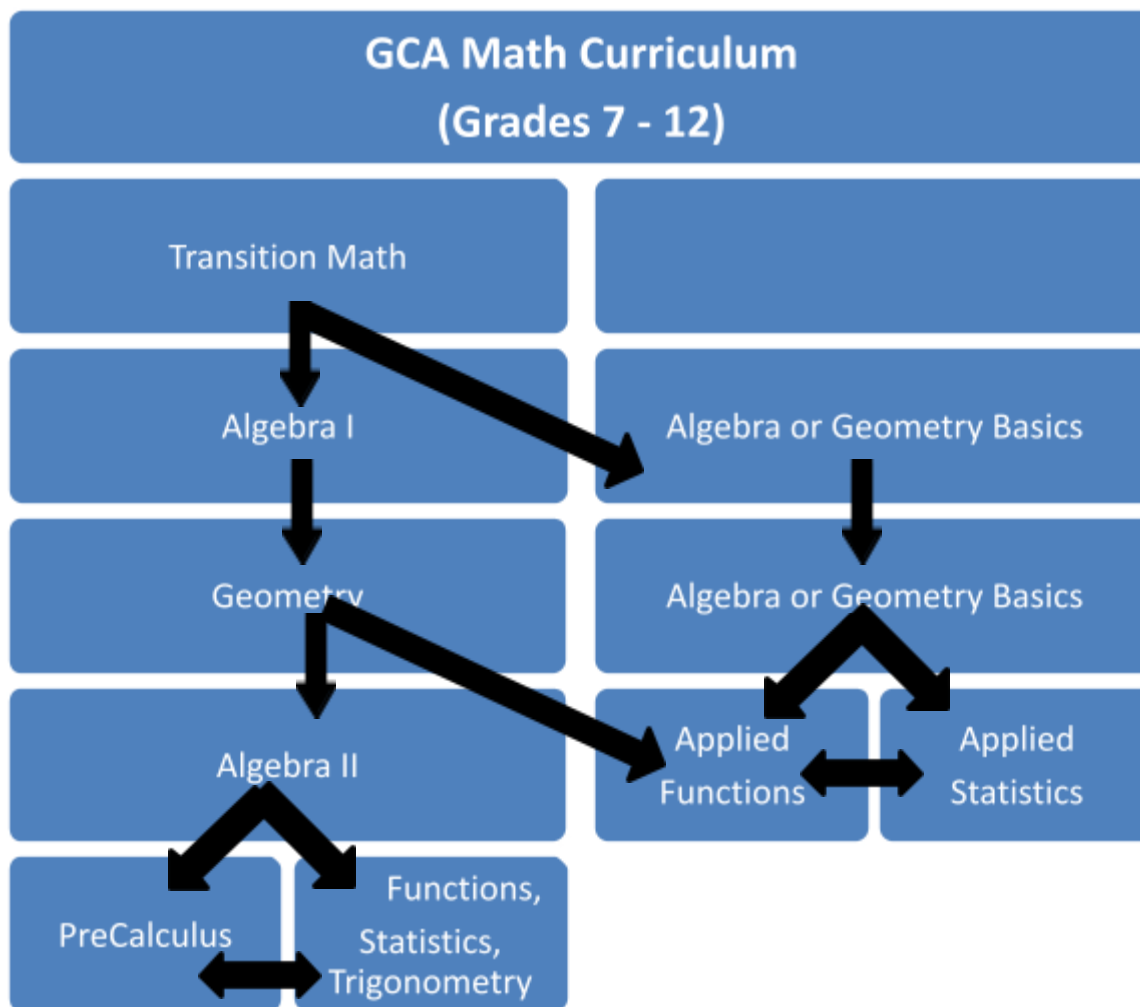 GCA Math Curriculum
(Grades 7 - 12)
Transition Math
Algebra I
Algebra or Geometry Basics
Geometry
Algebra or Geometry Basics
Algebra II
Applied
Functions
Applied
Statistics
PreCalculus
Functions,
Statistics,
Trigonometry